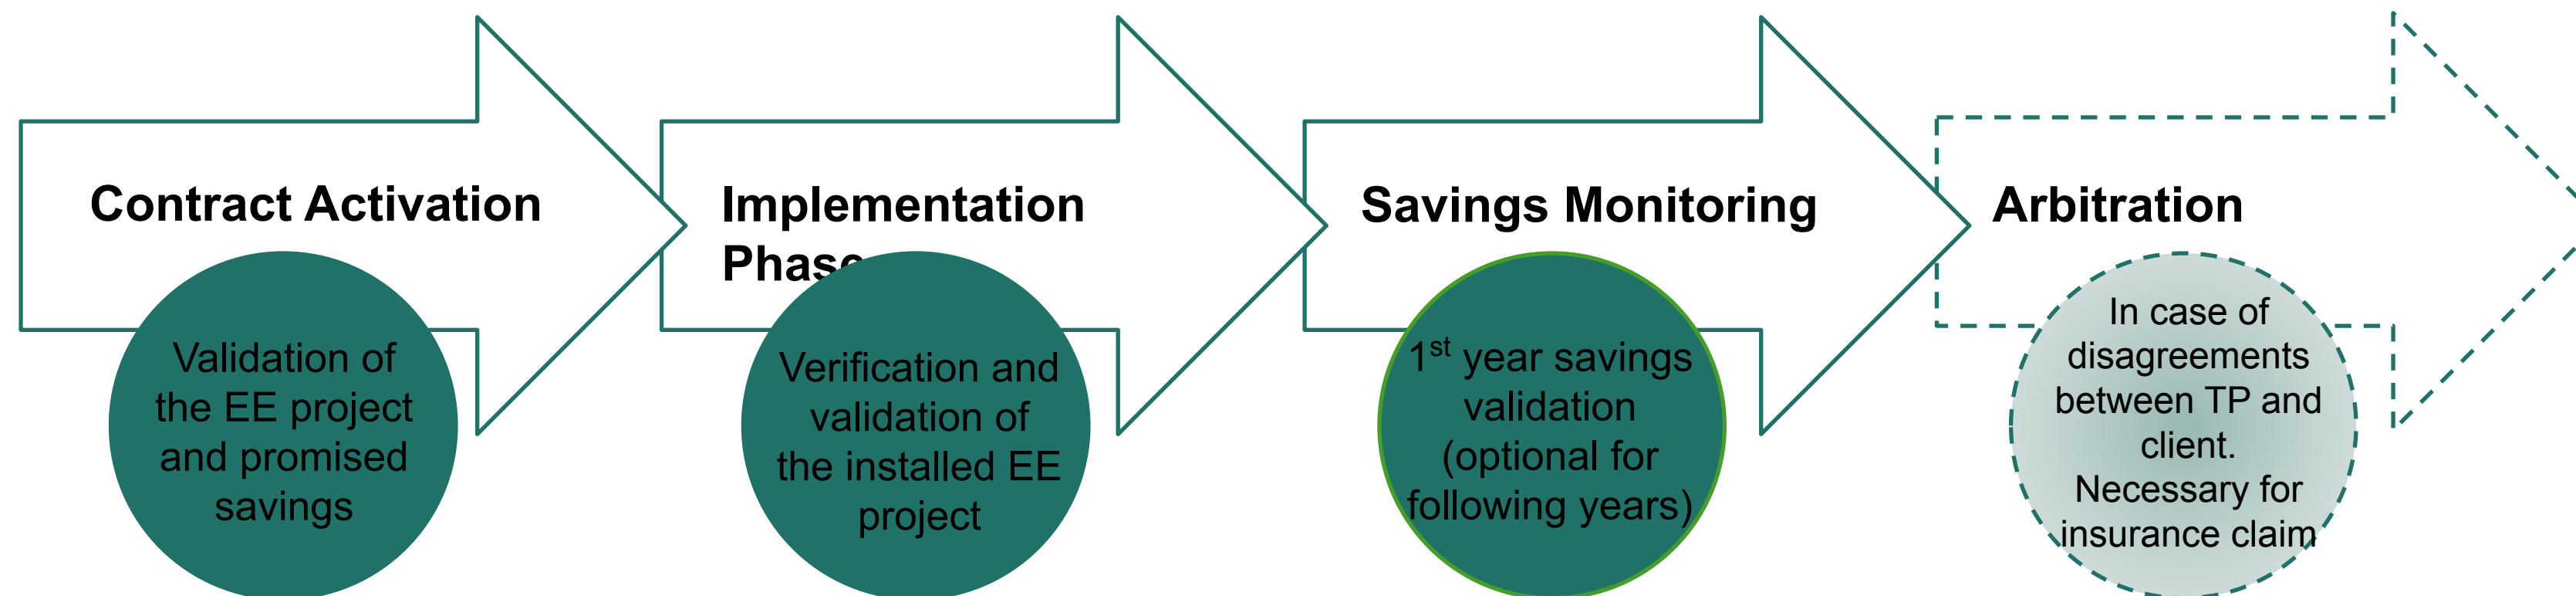 Contract Activation
Implementation
Phase
Savings Monitoring
Arbitration
Validation of
the EE project
and promised
savings
Verification and
validation of
the installed EE
project
1st year savings
validation
(optional for
following years)
In case of
disagreements
between TP and
client.
Necessary for
insurance claim